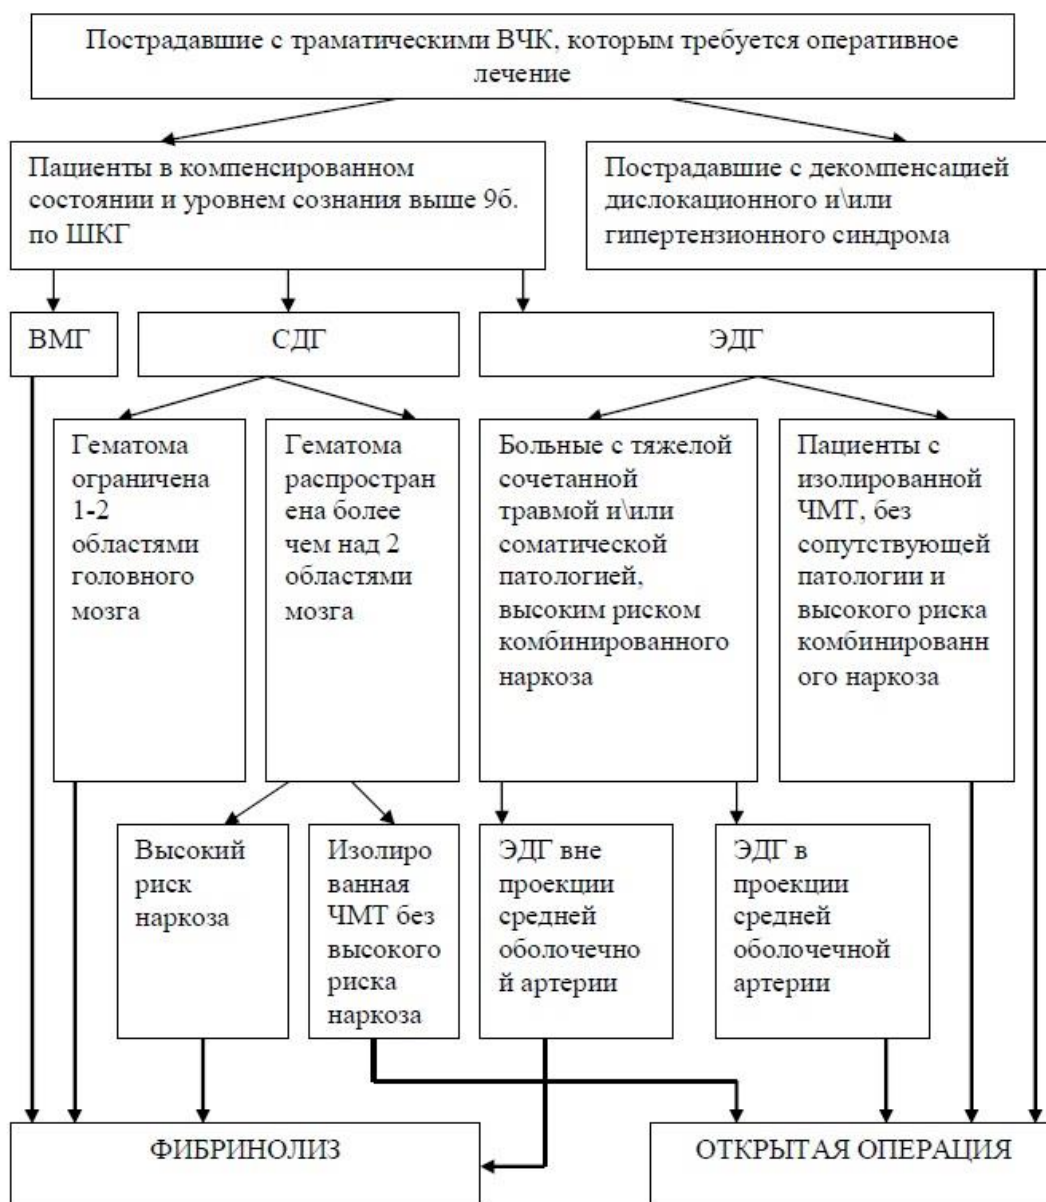 Пострадавшие с траматическими ВЧК, которым требуется оперативное
лечение
Пациенты в компенсированном
состоянии и уровнем сознания выше 9б.
по ШКГ
Пострадавшие с декомпенсацией
дислокационного и\или
гипертензионного синдрома
ВМГ
СДГ
ЭДГ
Гематома
ограничена
1-2
областями
головного
мозга
Гематома
распростран
ена более
чем над 2
областями
мозга
Больные с тяжелой
сочетанной
травмой и\или
соматической
патологией,
высоким риском
комбинированного
наркоза
Пациенты с
изолированной
ЧМТ, без
сопутствующей
патологии и
высокого риска
комбинированн
ого наркоза
Высокий
риск
наркоза
Изолиро
ванная
ЧМТ без
высокого
риска
наркоза
ЭДГ вне
проекции
средней
оболочечно
й артерии
ЭДГ в
проекции
средней
оболочечной
артерии
ФИБРИНОЛИЗ
ОТКРЫТАЯ ОПЕРАЦИЯ